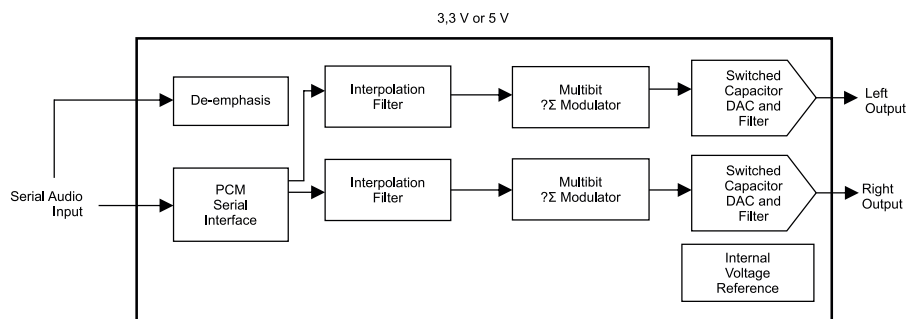 3,3 V or 5 V
De-emphasis
Interpolation
Filter
Multibit
?Σ Modulator
Switched
Capacitor
DAC and
Filter
Left
Output
Serial Audio
Input
PCM
Serial
Interface
Interpolation
Filter
Multibit
?Σ Modulator
Switched
Capacitor
DAC and
Filter
Right
Output
Internal
Voltage
Reference